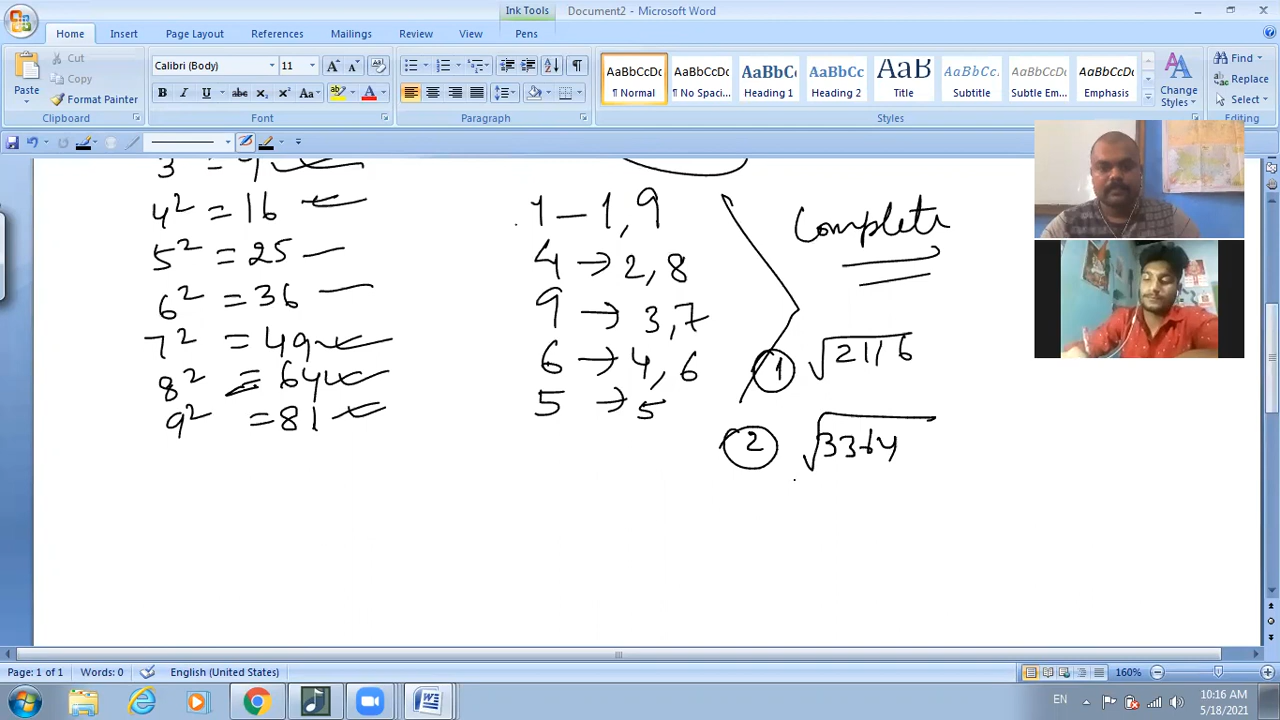 Ink Tools
Document2 - Microsoft Word
Home Insert Page Layout References Mailings Review View Pens
Paste
Cut
Copy
Format Painter
Clipboard
Calibri (Body) 11
Font
Paragraph
AaBbCcDc AaBbCcDc AaBbCc AaBbCc AaB AaBbCc. AaBbCcDc AaBbCcDc
¶ Normal ¶ No Spaci... Heading 1 Heading 2 Title Subtitle Subtle Em... Emphasis
Styles
Change Styles
Find
Replace
Select
Editing
4² = 16
5² = 25
6² = 36
7² = 49
8² = 64
9² = 81
1 — 1, 9
4 → 2, 8
9 → 3, 7
6 → 4, 6
5 → 5
Complete
1 √2116
2 √3364
Page: 1 of 1 Words: 0 English (United States) 160%
EN 10:16 AM
5/18/2021